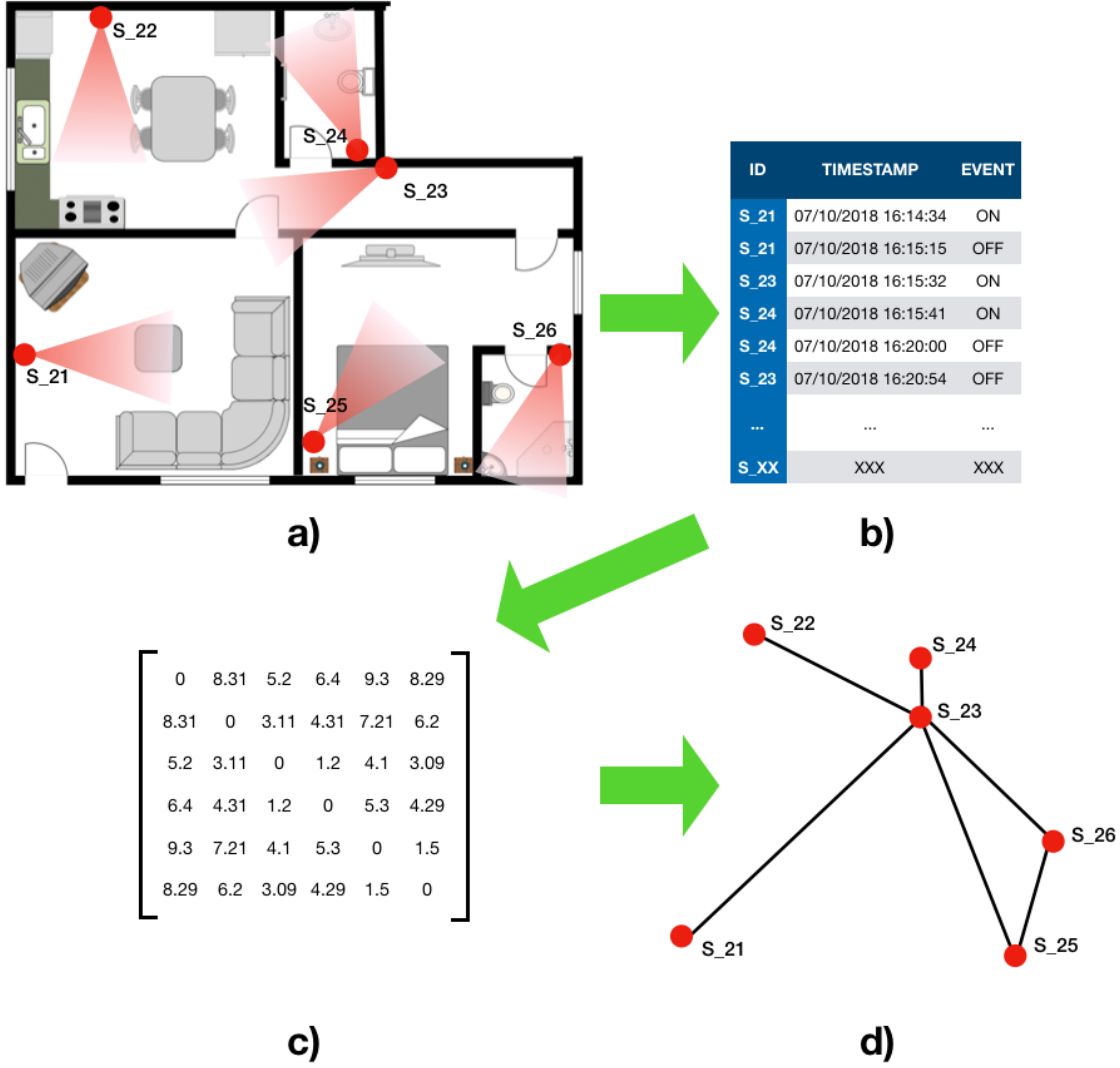 S_22
S_24
S_23
S_26
S_21
S_25
a)
ID TIMESTAMP EVENT
S_21 07/10/2018 16:14:34 ON
S_21 07/10/2018 16:15:15 OFF
S_23 07/10/2018 16:15:32 ON
S_24 07/10/2018 16:15:41 ON
S_24 07/10/2018 16:20:00 OFF
S_23 07/10/2018 16:20:54 OFF
... ... ...
S_XX XXX XXX
b)
0 8.31 5.2 6.4 9.3 8.29
8.31 0 3.11 4.31 7.21 6.2
5.2 3.11 0 1.2 4.1 3.09
6.4 4.31 1.2 0 5.3 4.29
9.3 7.21 4.1 5.3 0 1.5
8.29 6.2 3.09 4.29 1.5 0
c)
S_22
S_24
S_23
S_26
S_25
S_21
d)